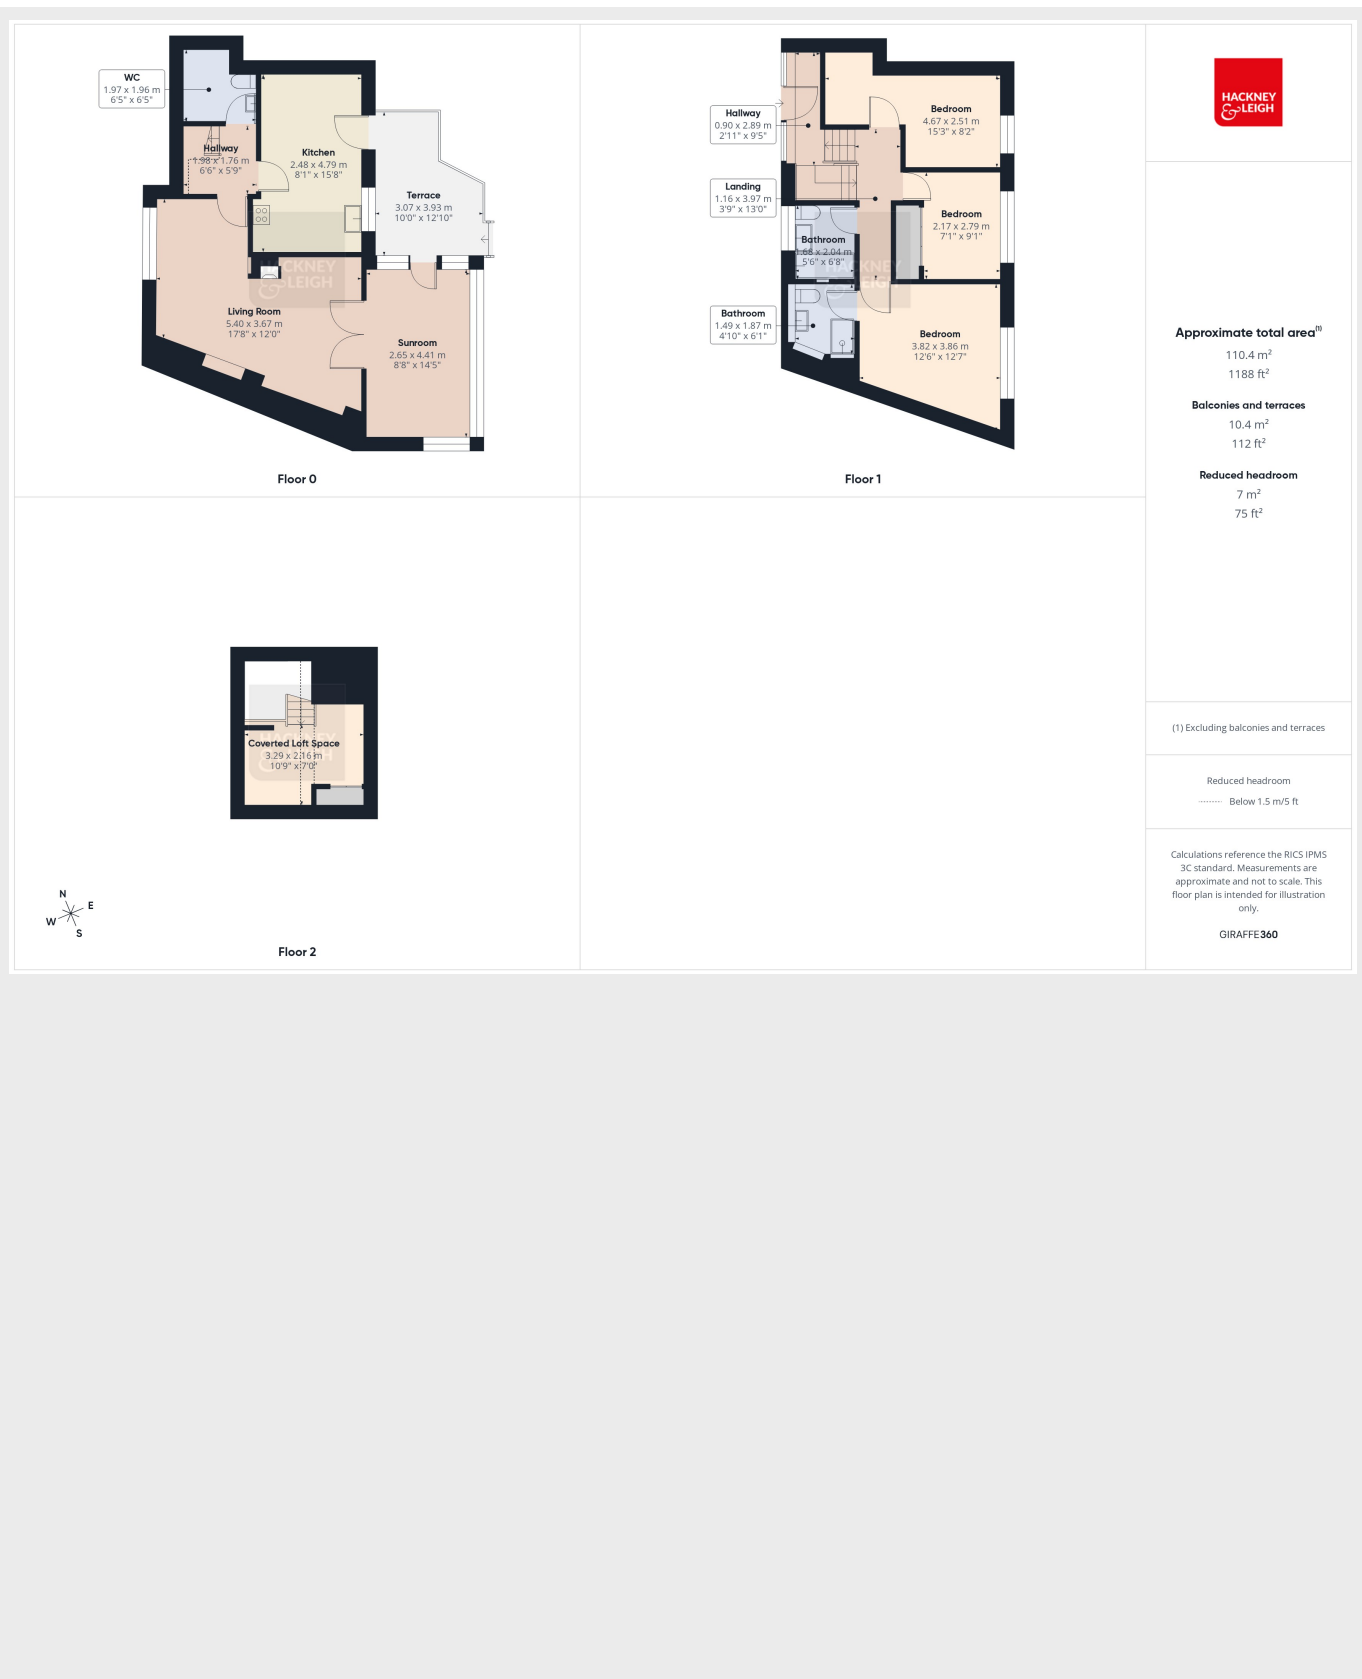 WC
1.97 x 1.96 m
6'5" x 6'5"
Hallway
1.98 x 1.76 m
6'6" x 5'9"
Kitchen
2.48 x 4.79 m
8'1" x 15'8"
Terrace
3.07 x 3.93 m
10'0" x 12'10"
HACKNEY
&LEIGH
Living Room
5.40 x 3.67 m
17'8" x 12'0"
Sunroom
2.65 x 4.41 m
8'8" x 14'5"
Floor 0
Hallway
0.90 x 2.89 m
2'11" x 9'5"
Bedroom
4.67 x 2.51 m
15'3" x 8'2"
Landing
1.16 x 3.97 m
3'9" x 13'0"
Bedroom
2.17 x 2.79 m
7'1" x 9'1"
Bathroom
1.68 x 2.04 m
5'6" x 6'8"
HACKNEY
&LEIGH
Bathroom
1.49 x 1.87 m
4'10" x 6'1"
Bedroom
3.82 x 3.86 m
12'6" x 12'7"
Floor 1
HACKNEY
&LEIGH
Coverted Loft Space
3.29 x 2.16 m
10'9" x 7'0"
N
E
W
S
Floor 2
HACKNEY
&LEIGH
Approximate total area(1)
110.4 m²
1188 ft²
Balconies and terraces
10.4 m²
112 ft²
Reduced headroom
7 m²
75 ft²
(1) Excluding balconies and terraces
Reduced headroom
Below 1.5 m/5 ft
Calculations reference the RICS IPMS
3C standard. Measurements are
approximate and not to scale. This
floor plan is intended for illustration
only.
GIRAFFE360